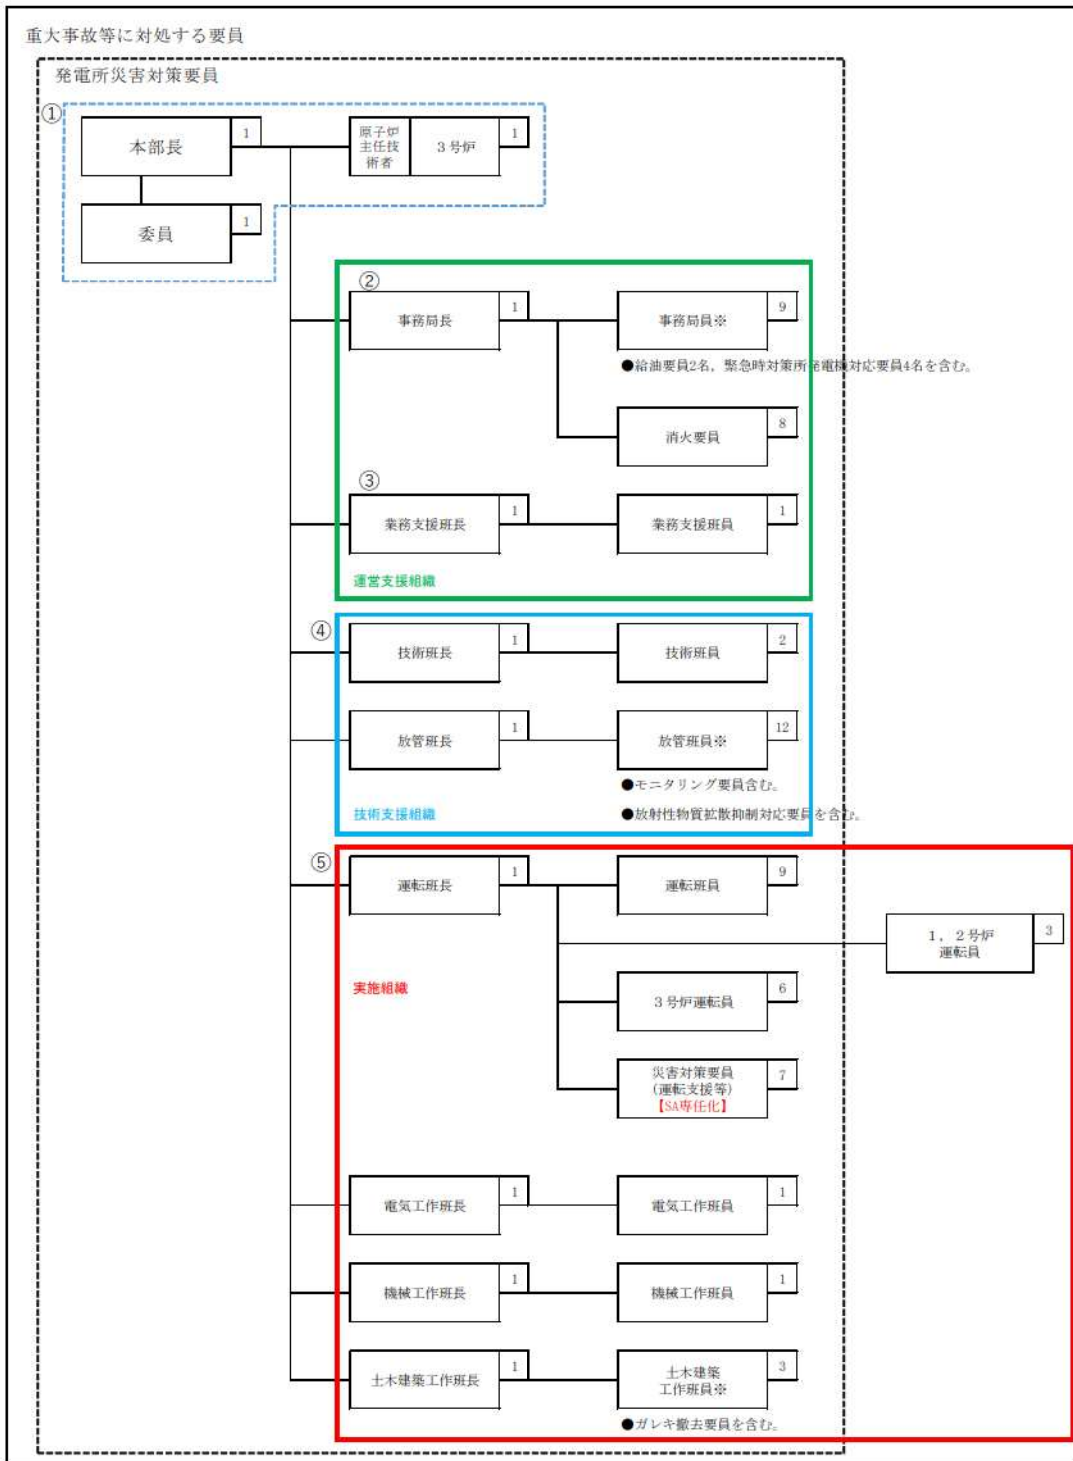 重大事故等に対処する要員
発電所災害対策要員
①
本部長
1
原子炉
主任技
術者
3号炉
1
委員
1
②
事務局長
1
事務局員※
9
●給油要員2名，緊急時対策所発電機対応要員4名を含む。
消火要員
8
③
業務支援班長
1
業務支援班員
1
運営支援組織
④
技術班長
1
技術班員
2
放管班長
1
放管班員※
12
●モニタリング要員含む。
技術支援組織
●放射性物質拡散抑制対応要員を含む。
⑤
運転班長
1
運転班員
9
1，2号炉
運転員
3
実施組織
3号炉運転員
6
災害対策要員
(運転支援等)
【SA専任化】
7
電気工作班長
1
電気工作班員
1
機械工作班長
1
機械工作班員
1
土木建築工作班長
1
土木建築
工作班員※
3
●ガレキ撤去要員を含む。